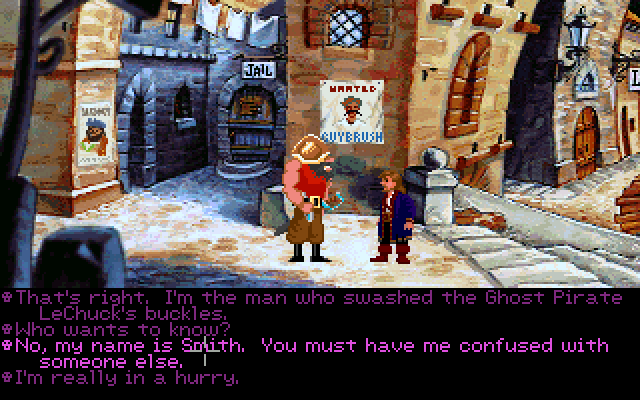 JAIL
WANTED
GUYBRUSH
That's right. I'm the man who swashed the Ghost Pirate
LeChuck's buckles.
Who wants to know?
No, my name is Smith. You must have me confused with
someone else.
I'm really in a hurry.